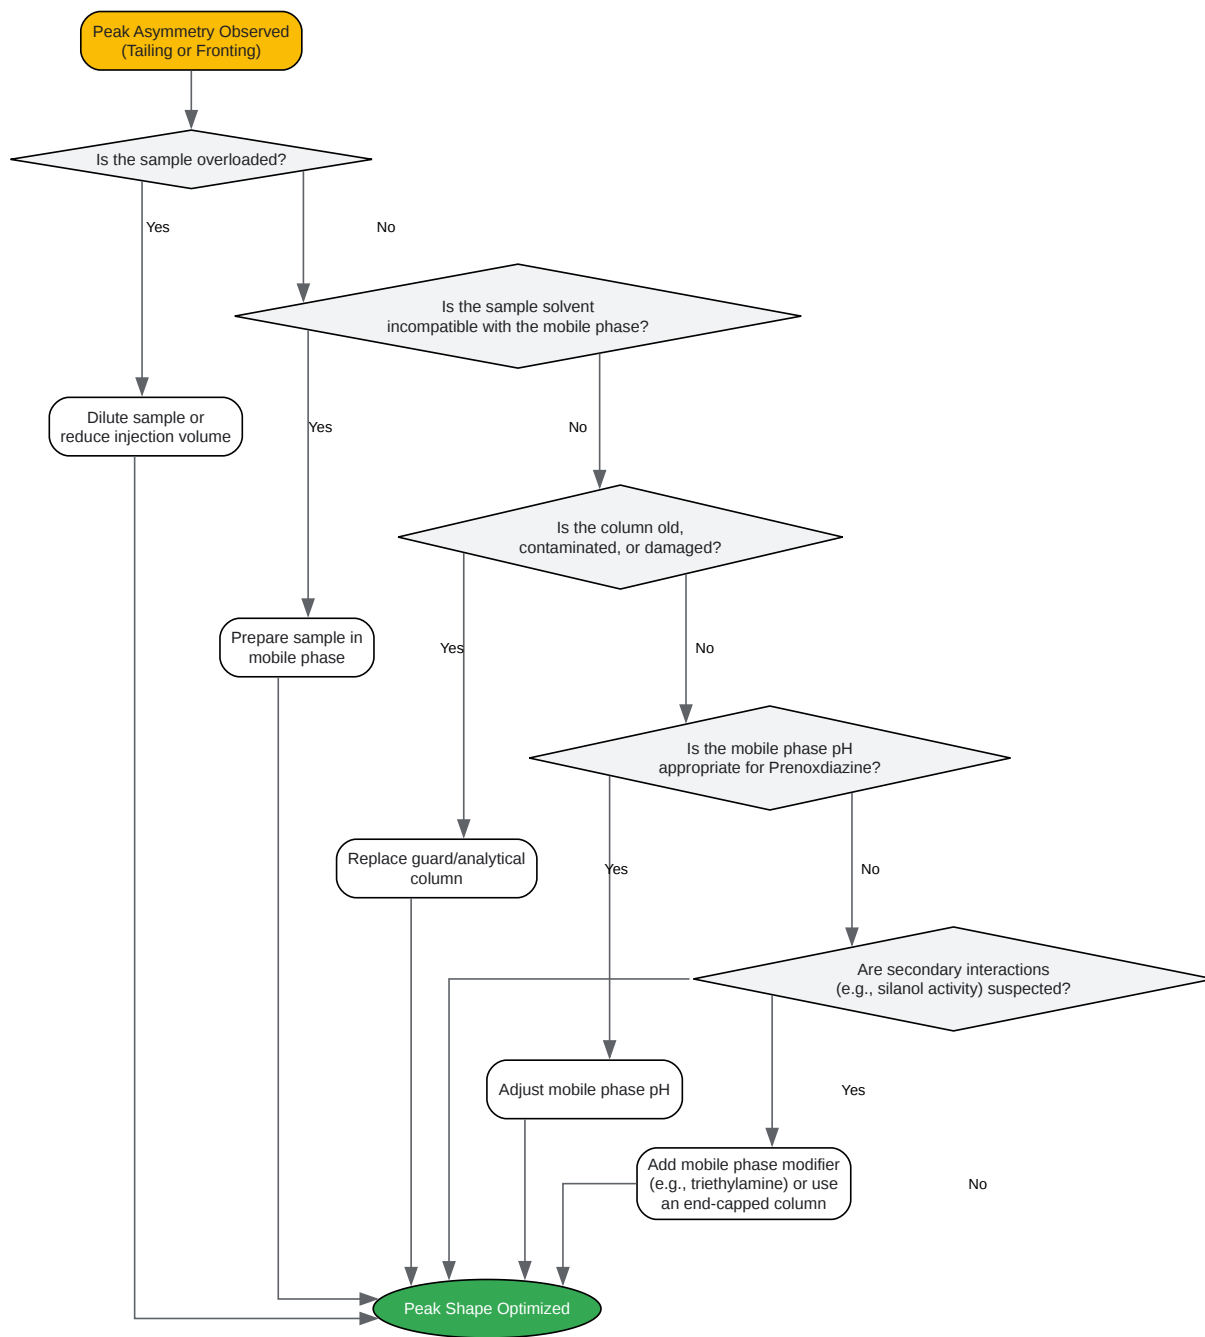 Peak Asymmetry Observed
(Tailing or Fronting)
Is the sample overloaded?
Yes
No
Is the sample solvent
incompatible with the mobile phase?
Dilute sample or
reduce injection volume
Yes
No
Is the column old,
contaminated, or damaged?
Prepare sample in
mobile phase
Yes
No
Is the mobile phase pH
appropriate for Prenoxdiazine?
Replace guard/analytical
column
Yes
No
Are secondary interactions
(e.g., silanol activity) suspected?
Adjust mobile phase pH
Yes
Add mobile phase modifier
(e.g., triethylamine) or use
an end-capped column
No
Peak Shape Optimized